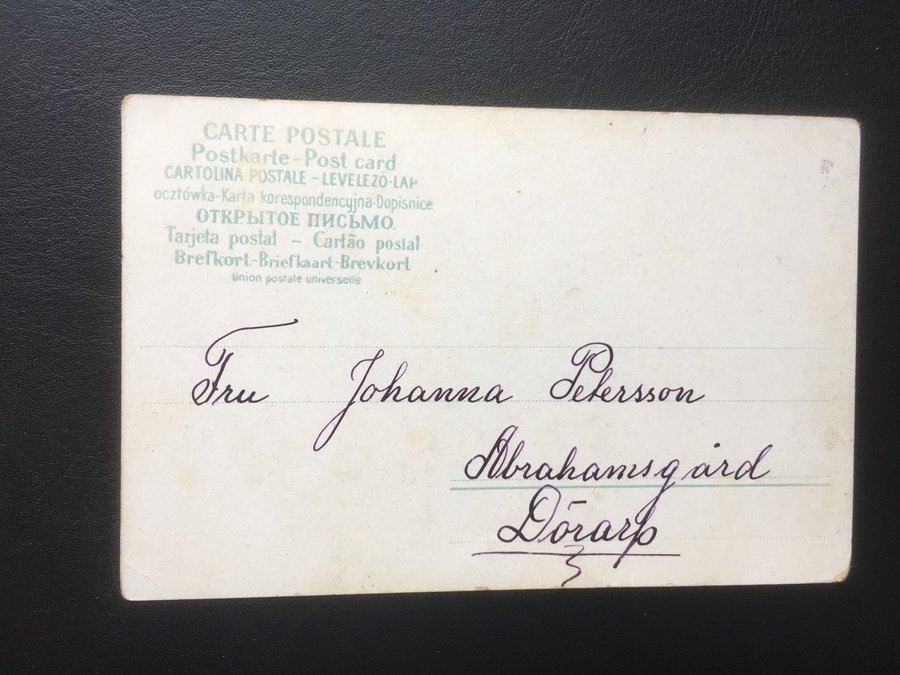 CARTE POSTALE
Postkarte-Post card
CARTOLINA POSTALE - LEVELEZÖ-LAP
ocztówka-Karta korespondencyjna-Dopisnice
ОТКРЫТОЕ ПИСЬМО.
Tarjeta postal - Cartão postal
Brefkort-Briefkaart-Brevkort
Union postale universelle
Fru Johanna Petersson
Abrahamsgård
Dörarp